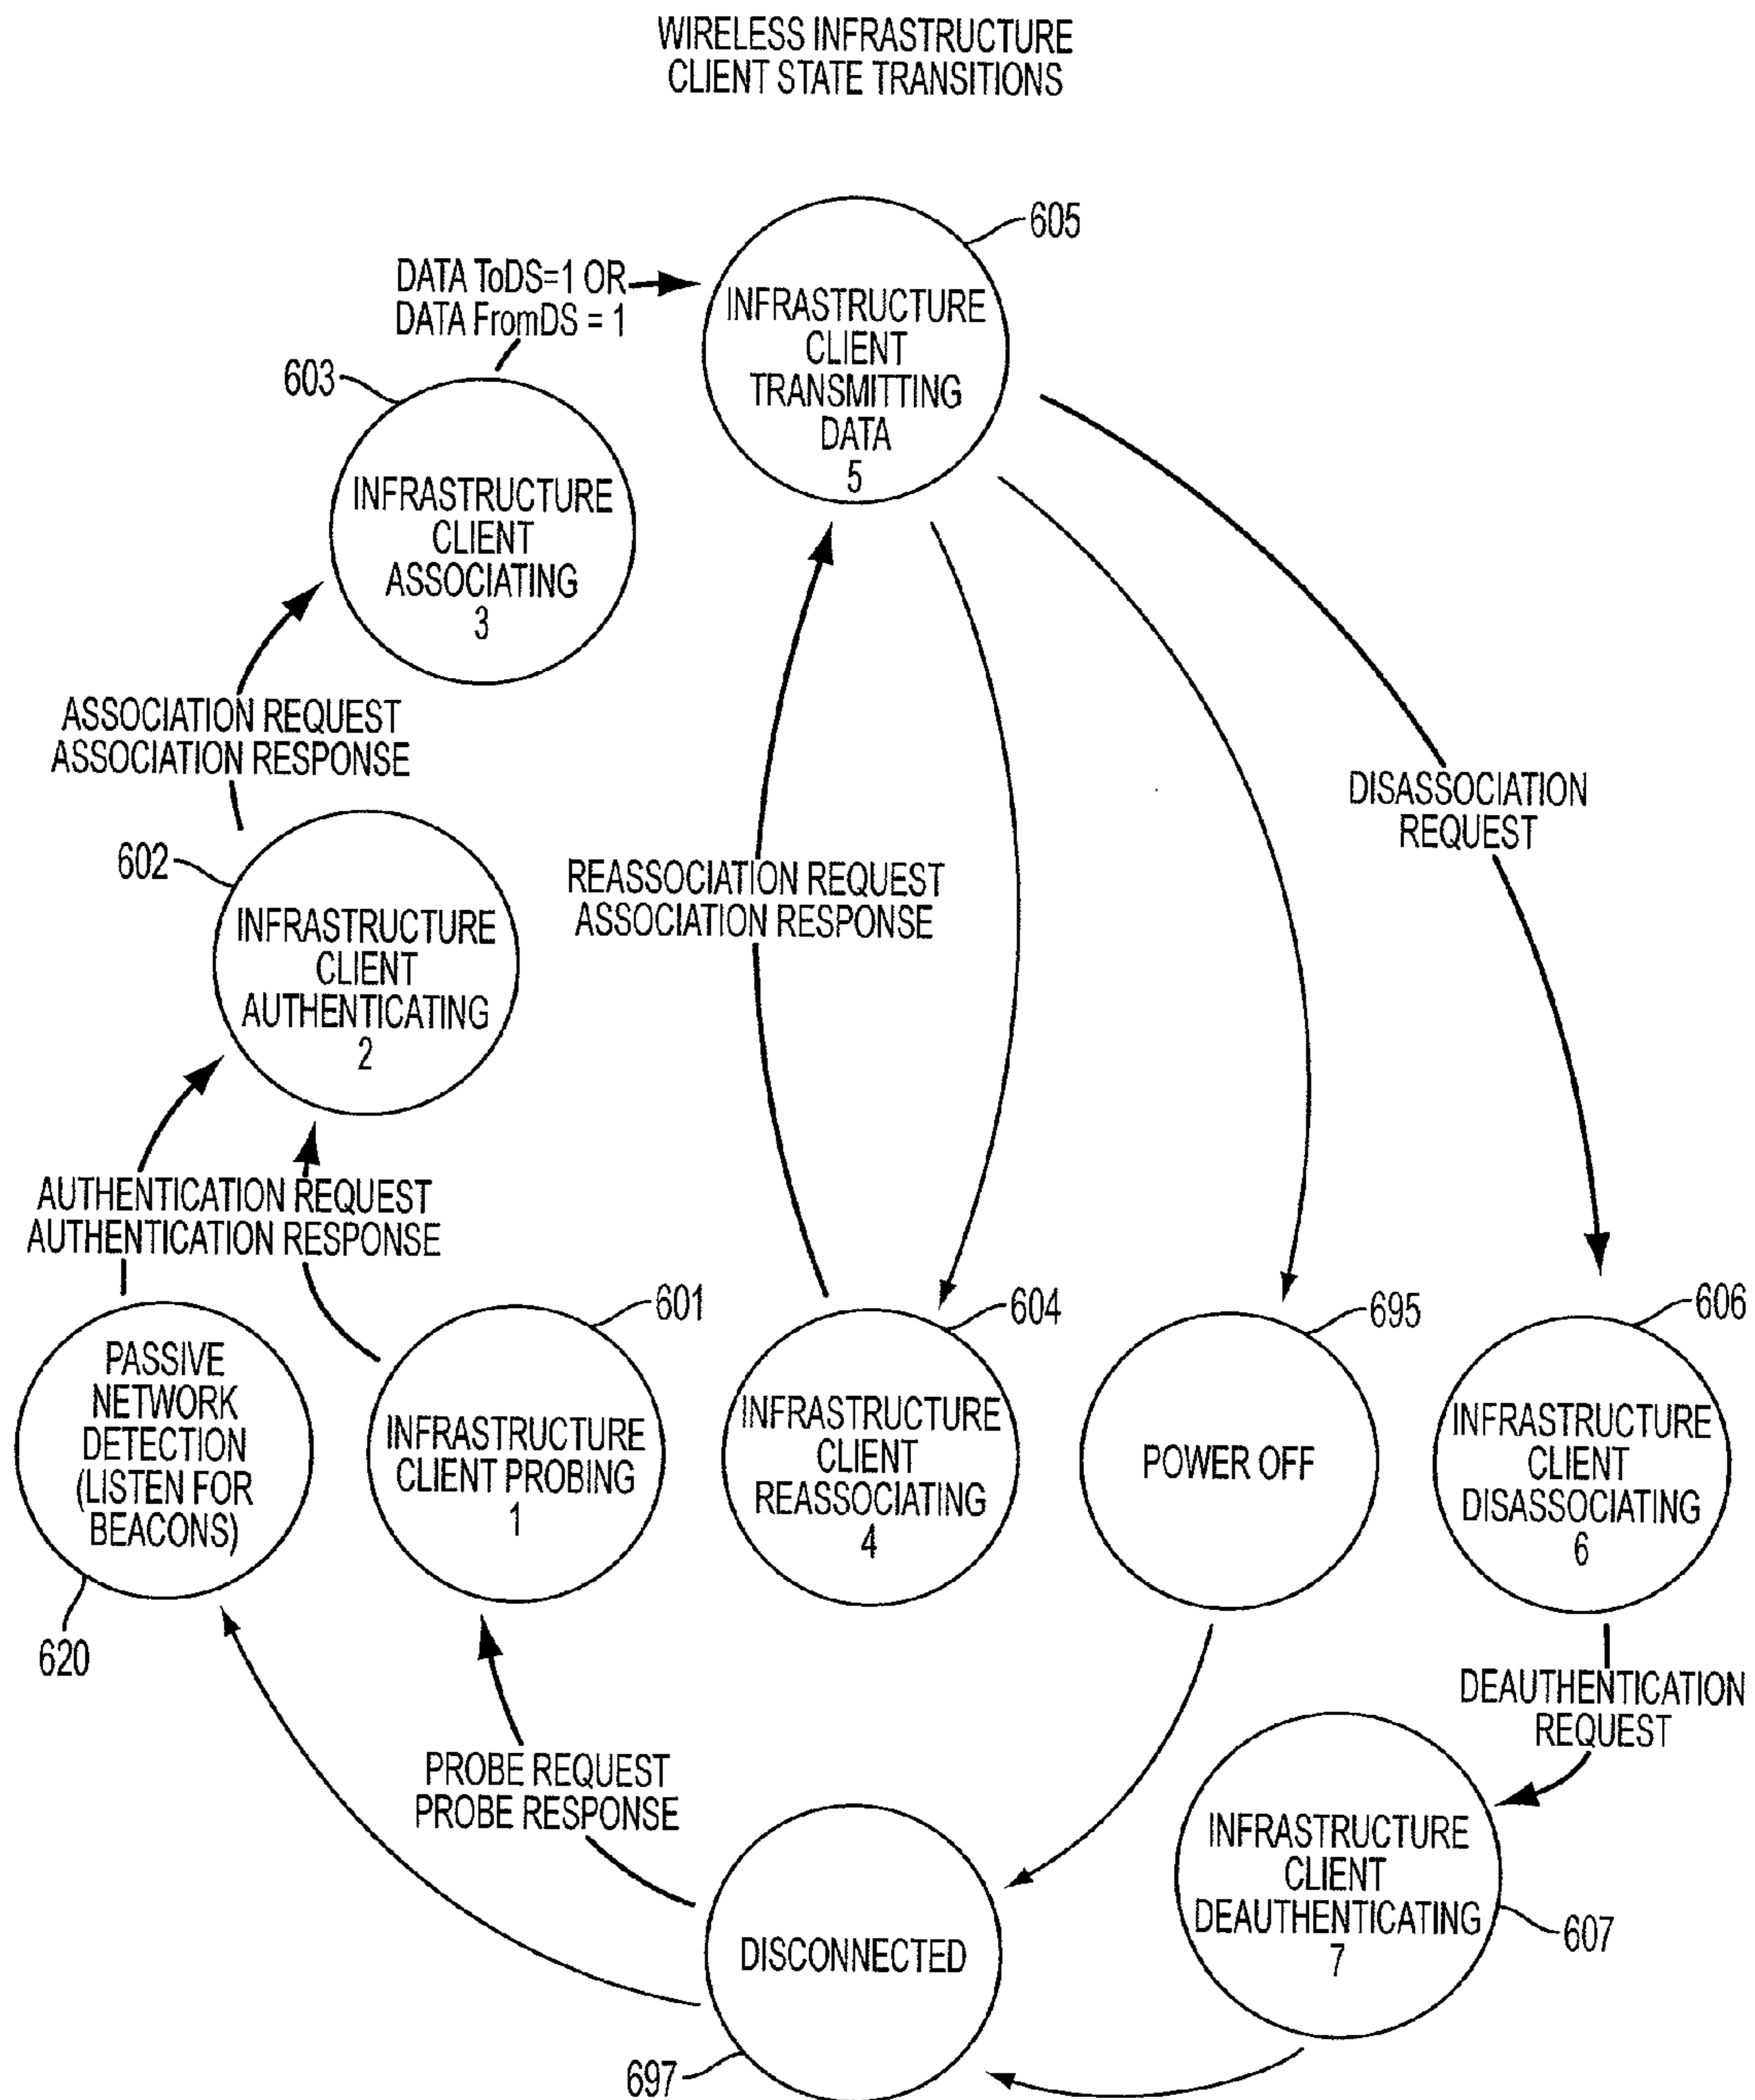 WIRELESS INFRASTRUCTURE
CLIENT STATE TRANSITIONS
605
DATA ToDS=1 OR
DATA FromDS = 1
INFRASTRUCTURE
CLIENT
TRANSMITTING
DATA
5
603
INFRASTRUCTURE
CLIENT
ASSOCIATING
3
ASSOCIATION REQUEST
ASSOCIATION RESPONSE
DISASSOCIATION
REQUEST
602
INFRASTRUCTURE
CLIENT
AUTHENTICATING
2
REASSOCIATION REQUEST
ASSOCIATION RESPONSE
AUTHENTICATION REQUEST
AUTHENTICATION RESPONSE
PASSIVE
NETWORK
DETECTION
(LISTEN FOR
BEACONS)
620
601
INFRASTRUCTURE
CLIENT PROBING
1
604
INFRASTRUCTURE
CLIENT
REASSOCIATING
4
695
POWER OFF
606
INFRASTRUCTURE
CLIENT
DISASSOCIATING
6
DEAUTHENTICATION
REQUEST
PROBE REQUEST
PROBE RESPONSE
INFRASTRUCTURE
CLIENT
DEAUTHENTICATING
7
607
DISCONNECTED
697